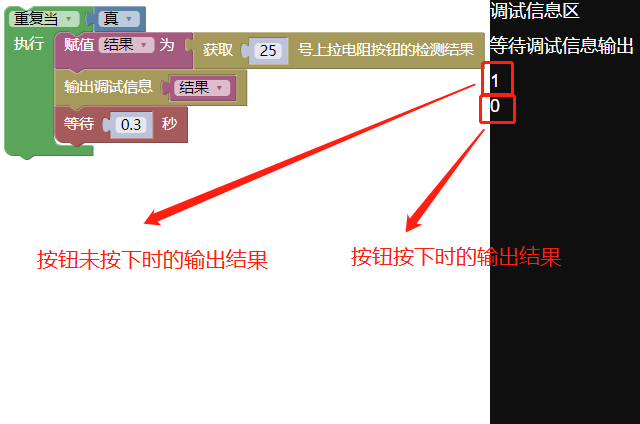 重复当 真
执行 赋值 结果 为 获取 25 号上拉电阻按钮的检测结果
输出调试信息 结果
等待 0.3 秒
调试信息区
等待调试信息输出
1
0
按钮未按下时的输出结果
按钮按下时的输出结果